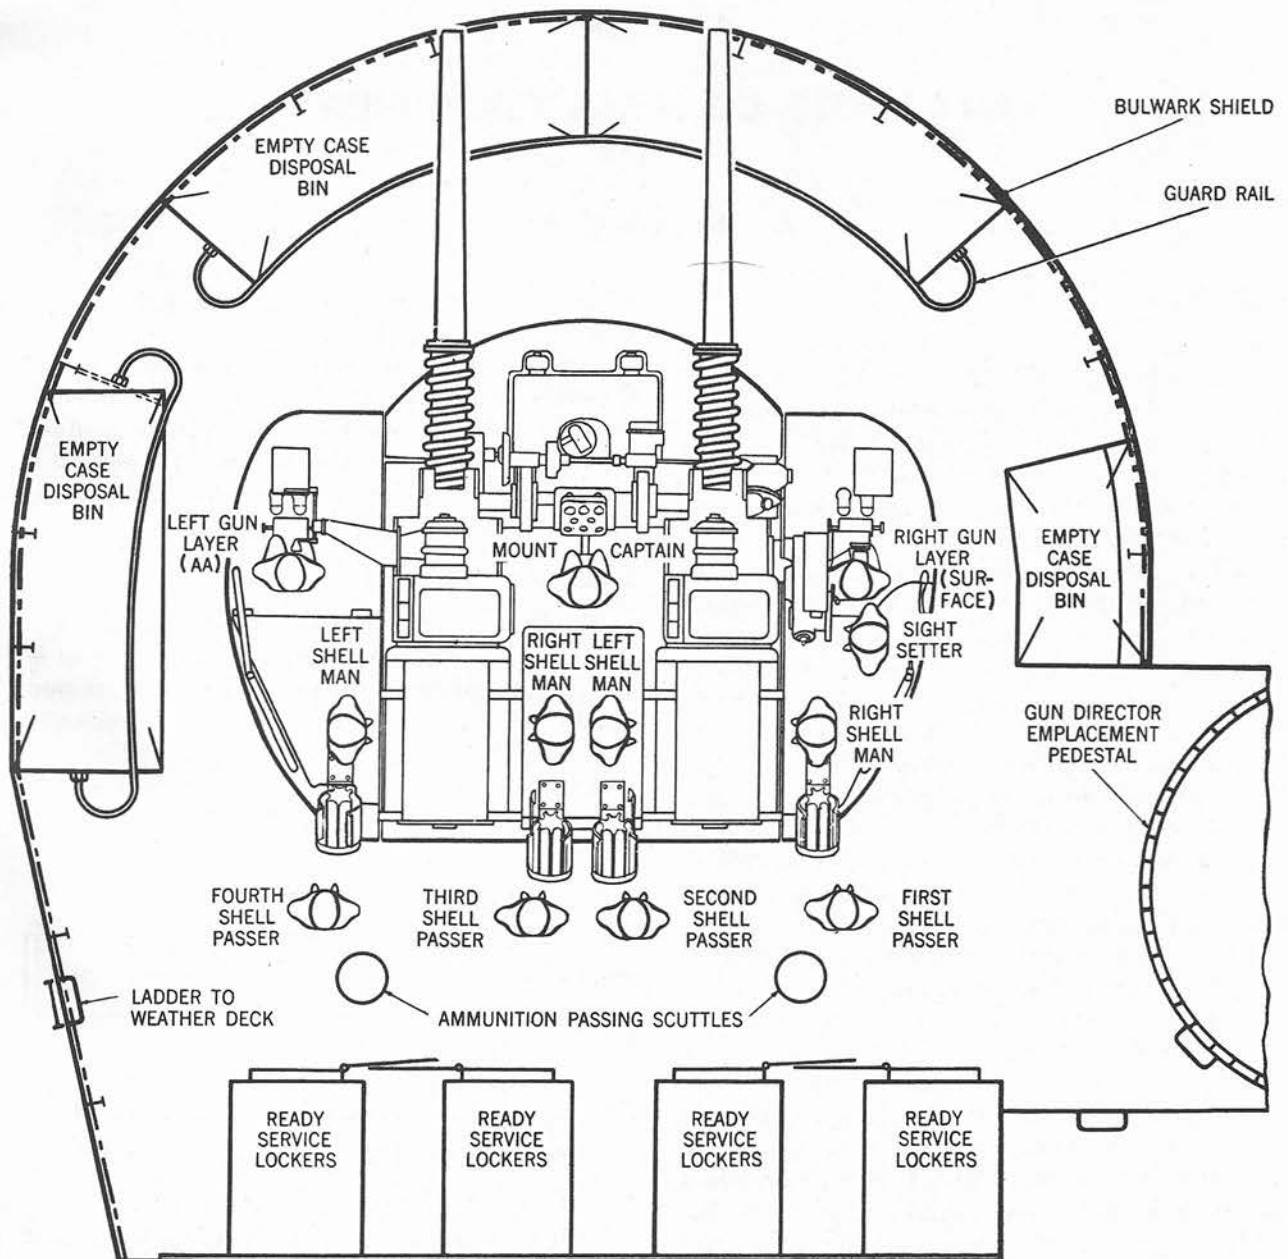 BULWARK SHIELD
GUARD RAIL
EMPTY CASE
DISPOSAL
BIN
EMPTY
CASE
DISPOSAL
BIN
LEFT GUN
LAYER
(AA)
MOUNT
CAPTAIN
RIGHT GUN
LAYER
(SUR-
FACE)
EMPTY
CASE
DISPOSAL
BIN
SIGHT
SETTER
LEFT
SHELL
MAN
RIGHT
SHELL
MAN
LEFT
SHELL
MAN
RIGHT
SHELL
MAN
GUN DIRECTOR
EMPLACEMENT
PEDESTAL
FOURTH
SHELL
PASSER
THIRD
SHELL
PASSER
SECOND
SHELL
PASSER
FIRST
SHELL
PASSER
LADDER TO
WEATHER DECK
AMMUNITION PASSING SCUTTLES
READY
SERVICE
LOCKERS
READY
SERVICE
LOCKERS
READY
SERVICE
LOCKERS
READY
SERVICE
LOCKERS